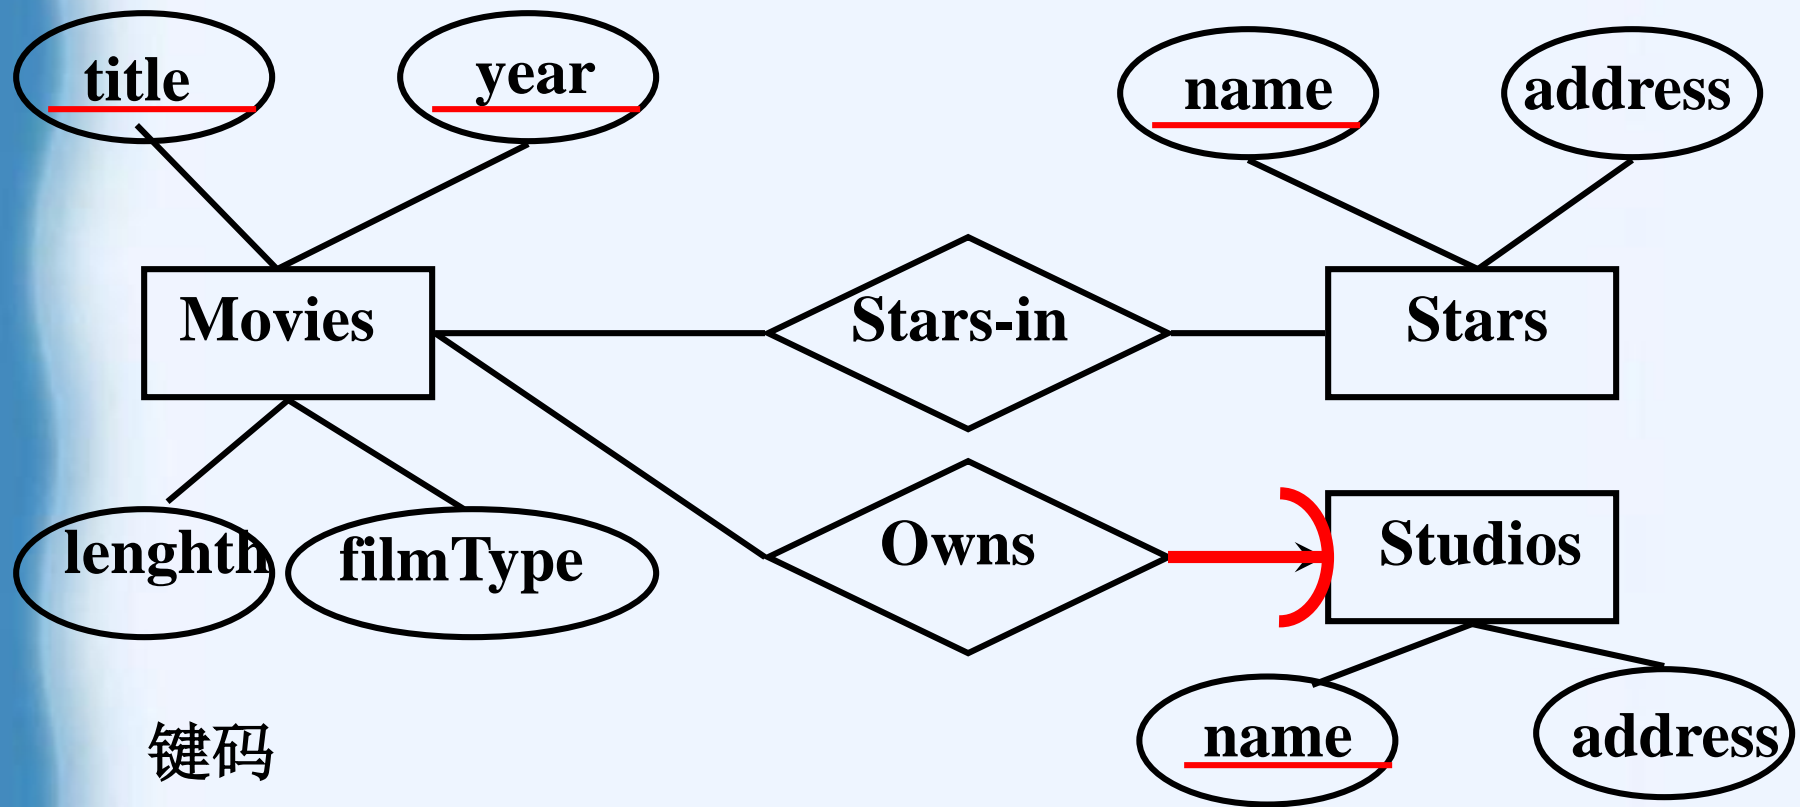 title
year
name
address
Movies
Stars-in
Stars
lenghth
filmType
Owns
Studios
name
address
键码